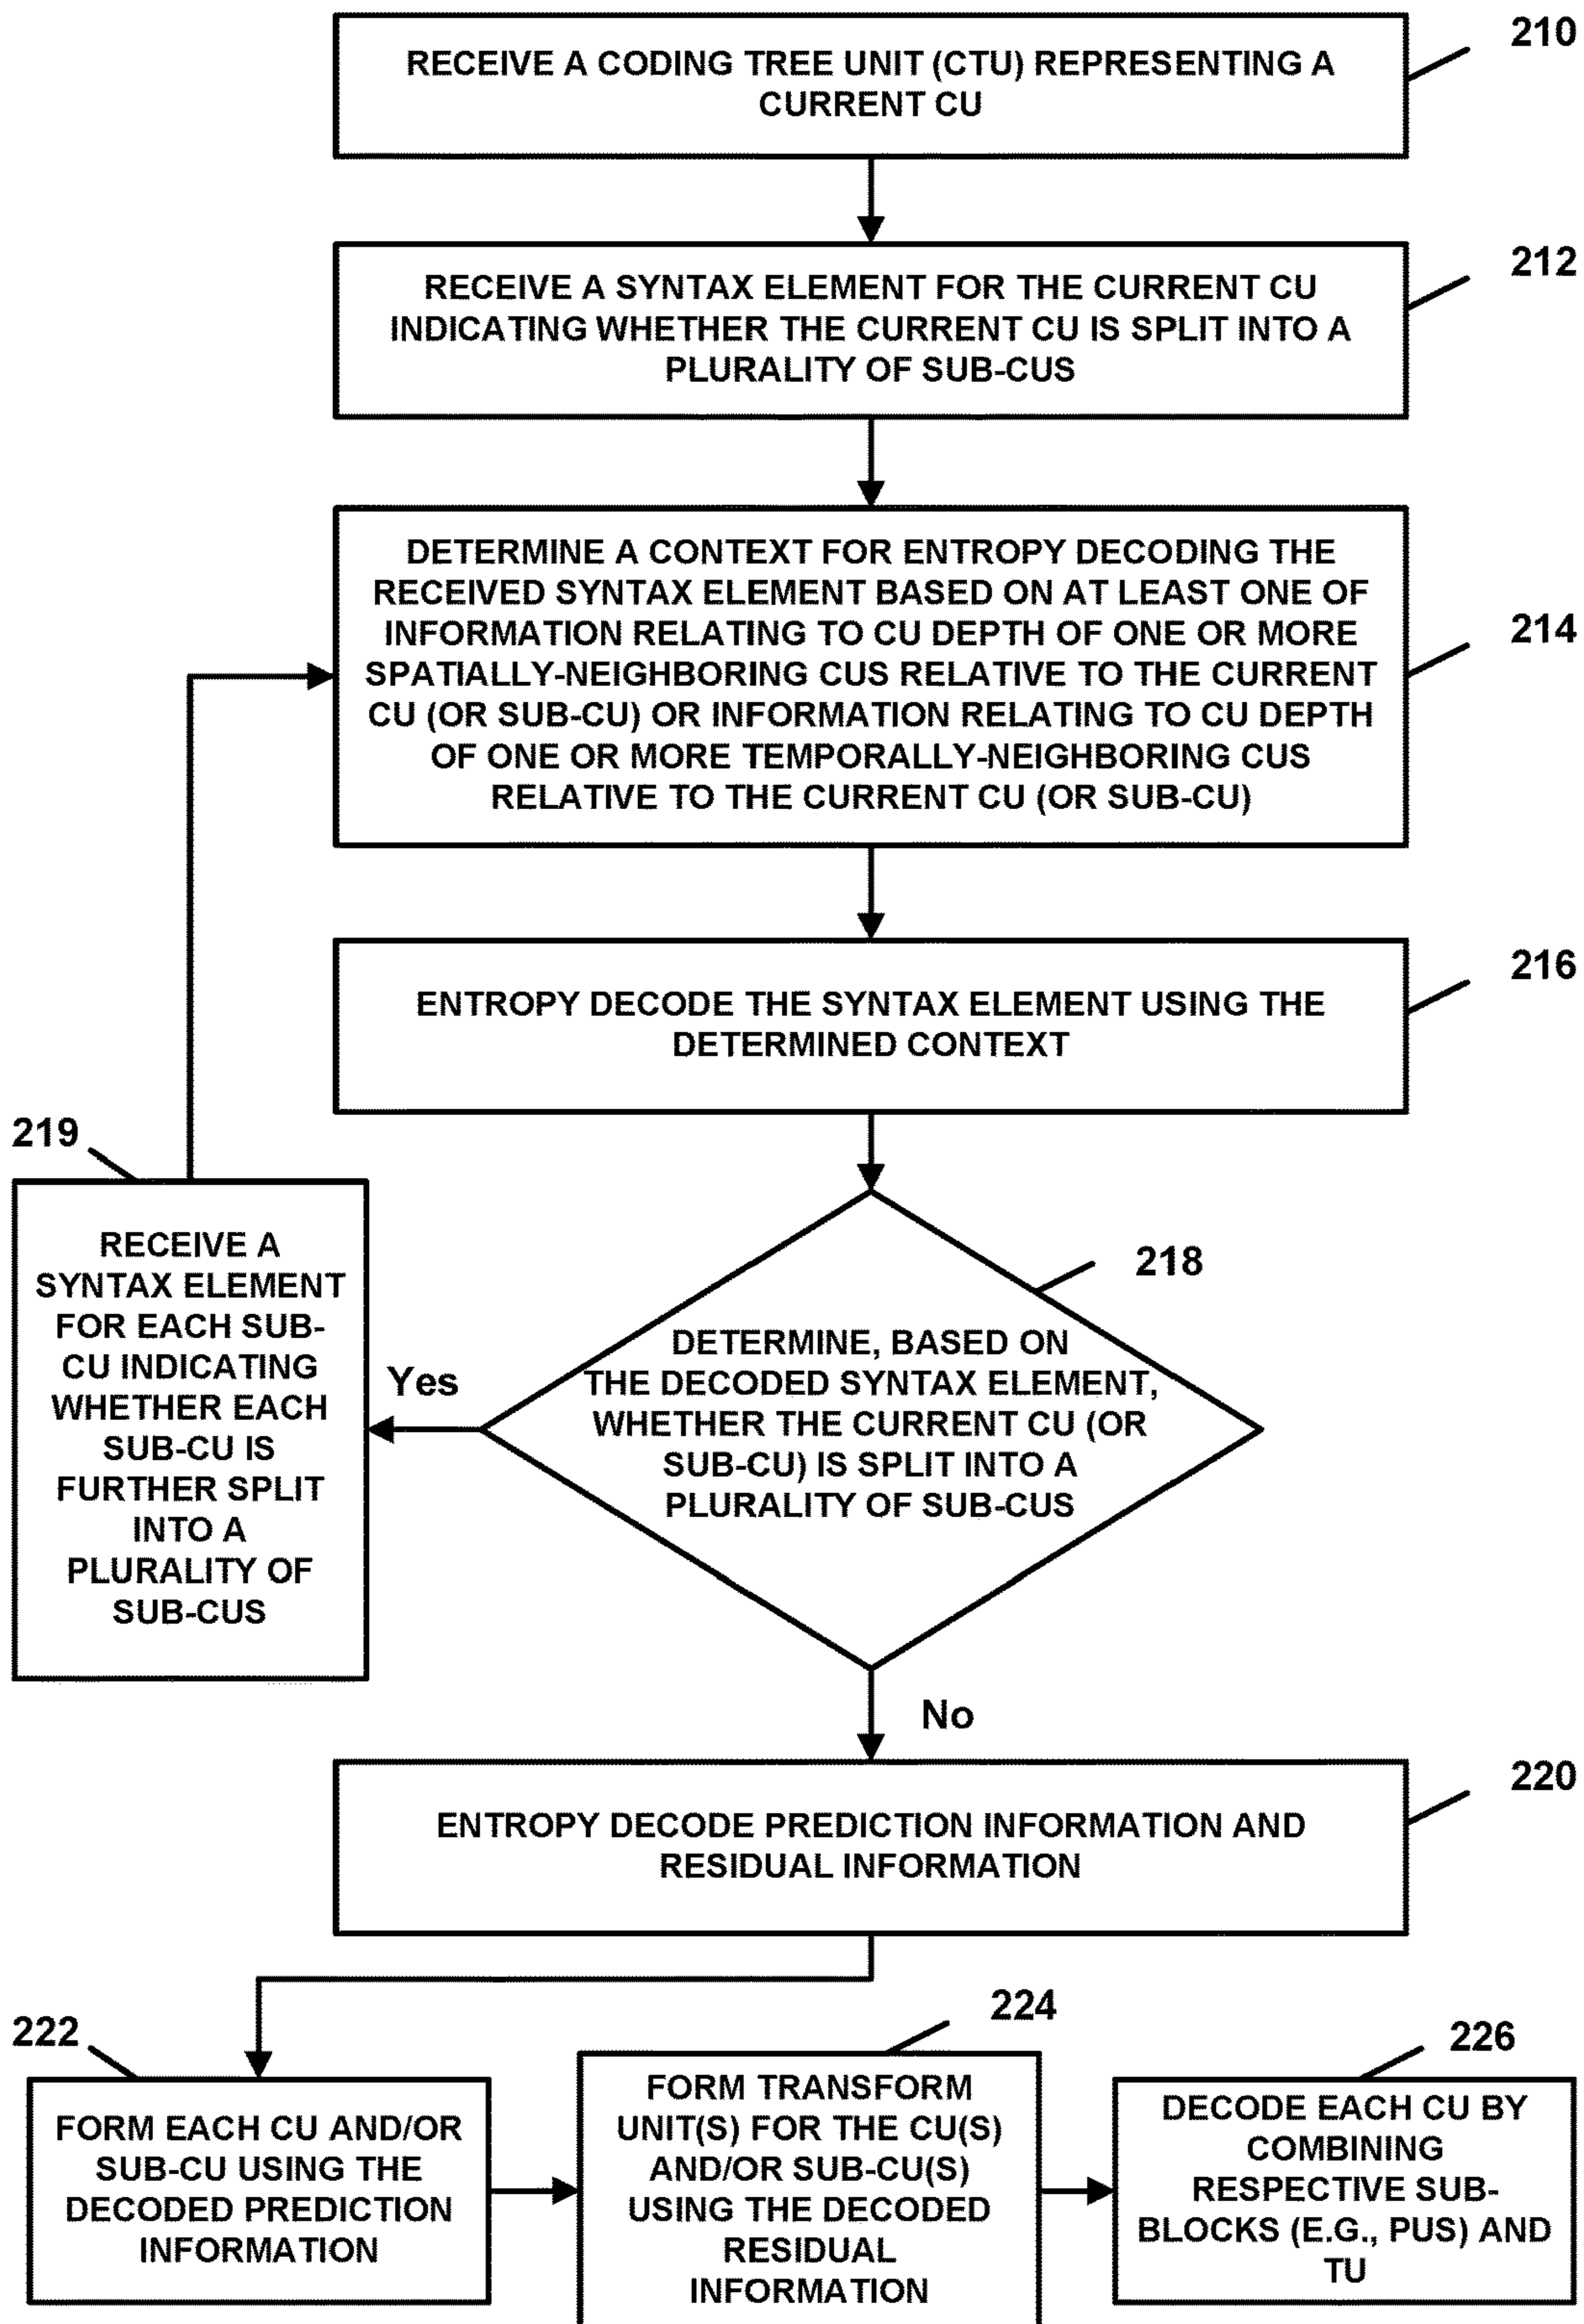 210
RECEIVE A CODING TREE UNIT (CTU) REPRESENTING A
CURRENT CU
212
RECEIVE A SYNTAX ELEMENT FOR THE CURRENT CU
INDICATING WHETHER THE CURRENT CU IS SPLIT INTO A
PLURALITY OF SUB-CUS
214
DETERMINE A CONTEXT FOR ENTROPY DECODING THE
RECEIVED SYNTAX ELEMENT BASED ON AT LEAST ONE OF
INFORMATION RELATING TO CU DEPTH OF ONE OR MORE
SPATIALLY-NEIGHBORING CUS RELATIVE TO THE CURRENT
CU (OR SUB-CU) OR INFORMATION RELATING TO CU DEPTH
OF ONE OR MORE TEMPORALLY-NEIGHBORING CUS
RELATIVE TO THE CURRENT CU (OR SUB-CU)
216
ENTROPY DECODE THE SYNTAX ELEMENT USING THE
DETERMINED CONTEXT
219
RECEIVE A
SYNTAX ELEMENT
FOR EACH SUB-
CU INDICATING
WHETHER EACH
SUB-CU IS
FURTHER SPLIT
INTO A
PLURALITY OF
SUB-CUS
Yes
218
DETERMINE, BASED ON
THE DECODED SYNTAX ELEMENT,
WHETHER THE CURRENT CU (OR
SUB-CU) IS SPLIT INTO A
PLURALITY OF SUB-CUS
No
220
ENTROPY DECODE PREDICTION INFORMATION AND
RESIDUAL INFORMATION
222
FORM EACH CU AND/OR
SUB-CU USING THE
DECODED PREDICTION
INFORMATION
224
FORM TRANSFORM
UNIT(S) FOR THE CU(S)
AND/OR SUB-CU(S)
USING THE DECODED
RESIDUAL
INFORMATION
226
DECODE EACH CU BY
COMBINING
RESPECTIVE SUB-
BLOCKS (E.G., PUS) AND
TU